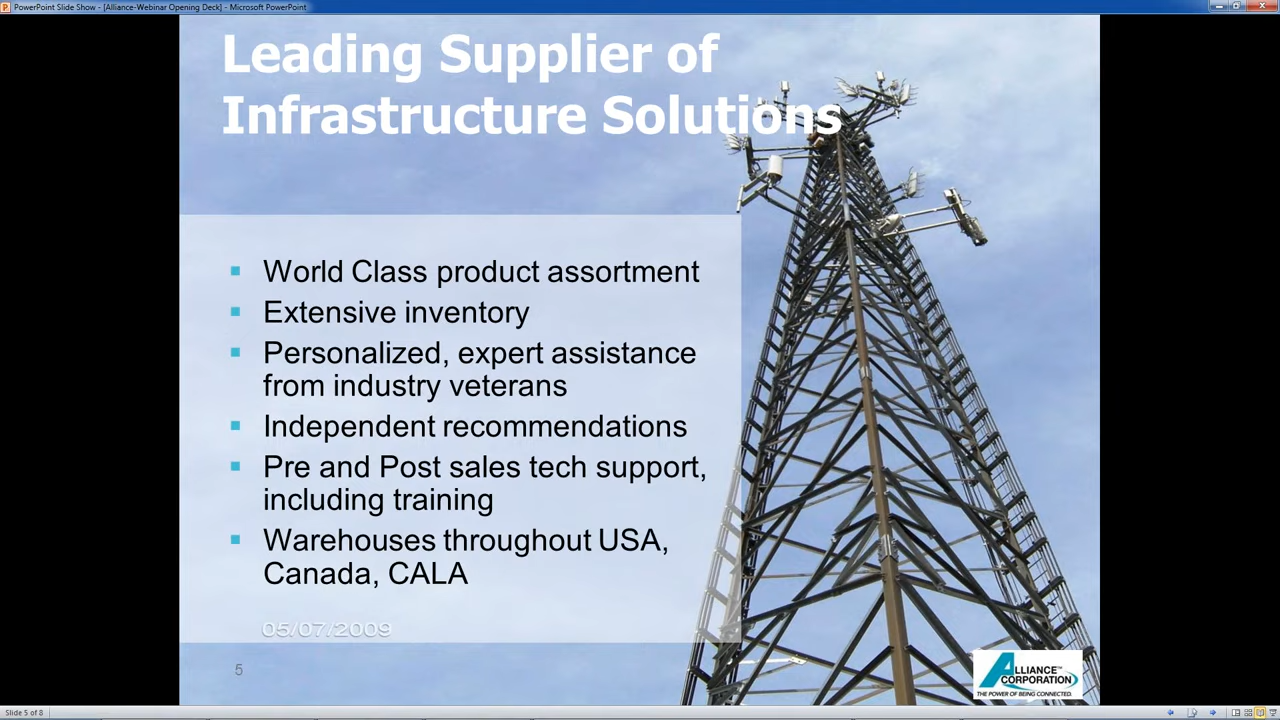 PowerPoint Slide Show - [Alliance-Webinar Opening Deck] - Microsoft PowerPoint
Leading Supplier of
Infrastructure Solutions
World Class product assortment
Extensive inventory
Personalized, expert assistance
from industry veterans
Independent recommendations
Pre and Post sales tech support,
including training
Warehouses throughout USA,
Canada, CALA
05/07/2009
5
ALLIANCE™
CORPORATION
THE POWER OF BEING CONNECTED.
Slide 5 of 8